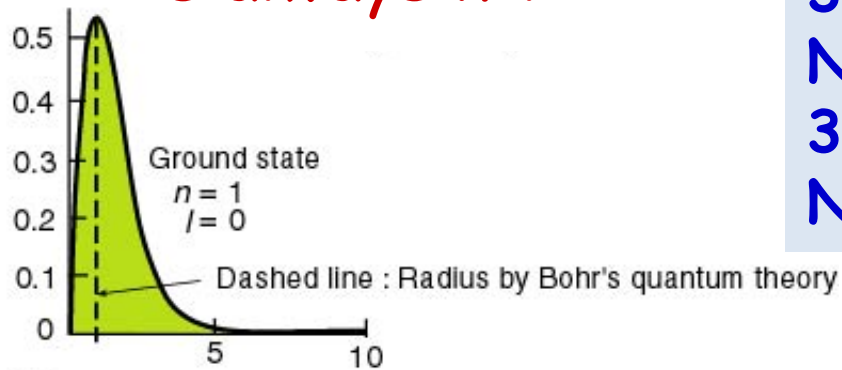 0.5
0.4
0.3
0.2
0.1
0
Ground state
n = 1
l = 0
Dashed line : Radius by Bohr's quantum theory
5
10
3